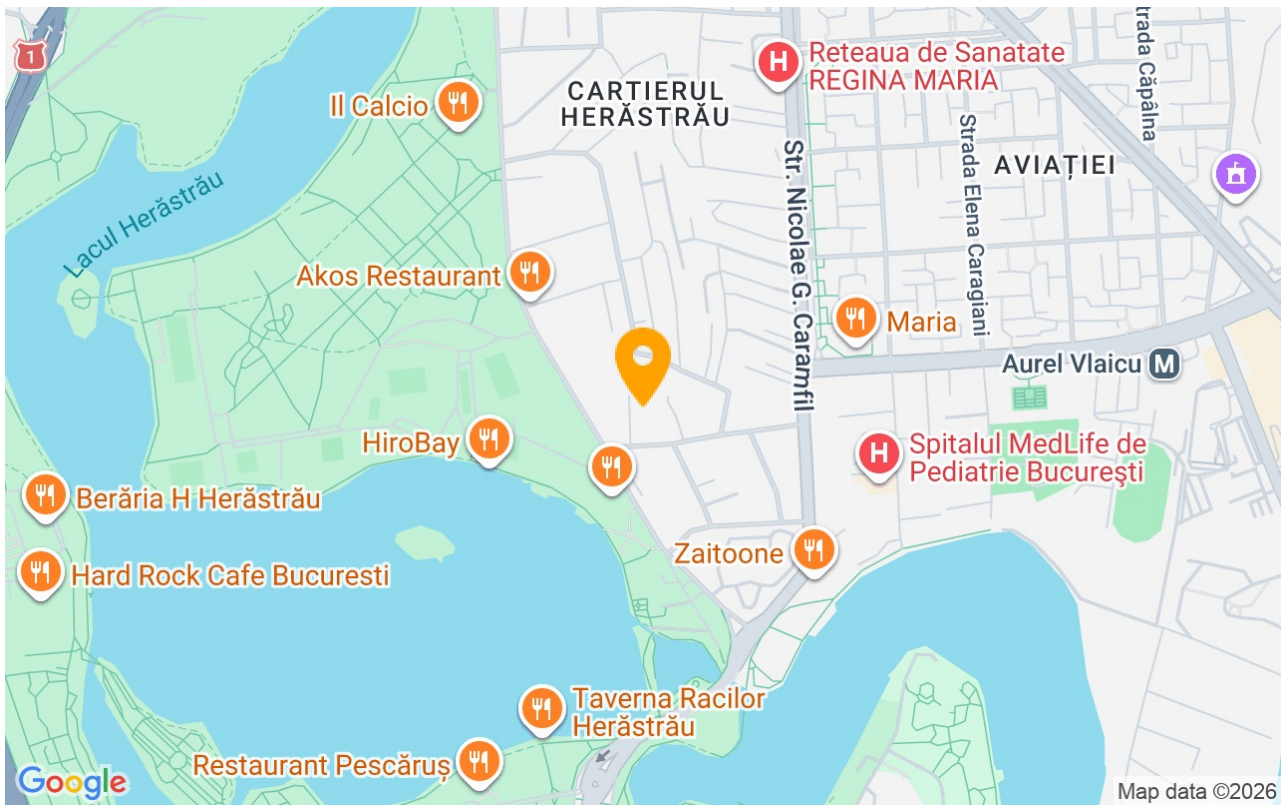 1
Il Calcio
CARTIERUL
HERĂSTRĂU
H
Reteaua de Sanatate
REGINA MARIA
trada Căpâlna
Strada Elena Caragiani
AVIAȚIEI
Lacul Herăstrău
Str. Nicolae G. Caramfil
Akos Restaurant
Maria
Aurel Vlaicu M
HiroBay
H
Spitalul MedLife de
Pediatrie Bucureşti
Berăria H Herăstrău
Zaitoone
Hard Rock Cafe Bucuresti
Taverna Racilor
Herăstrău
Restaurant Pescăruș
Google
Map data ©2026